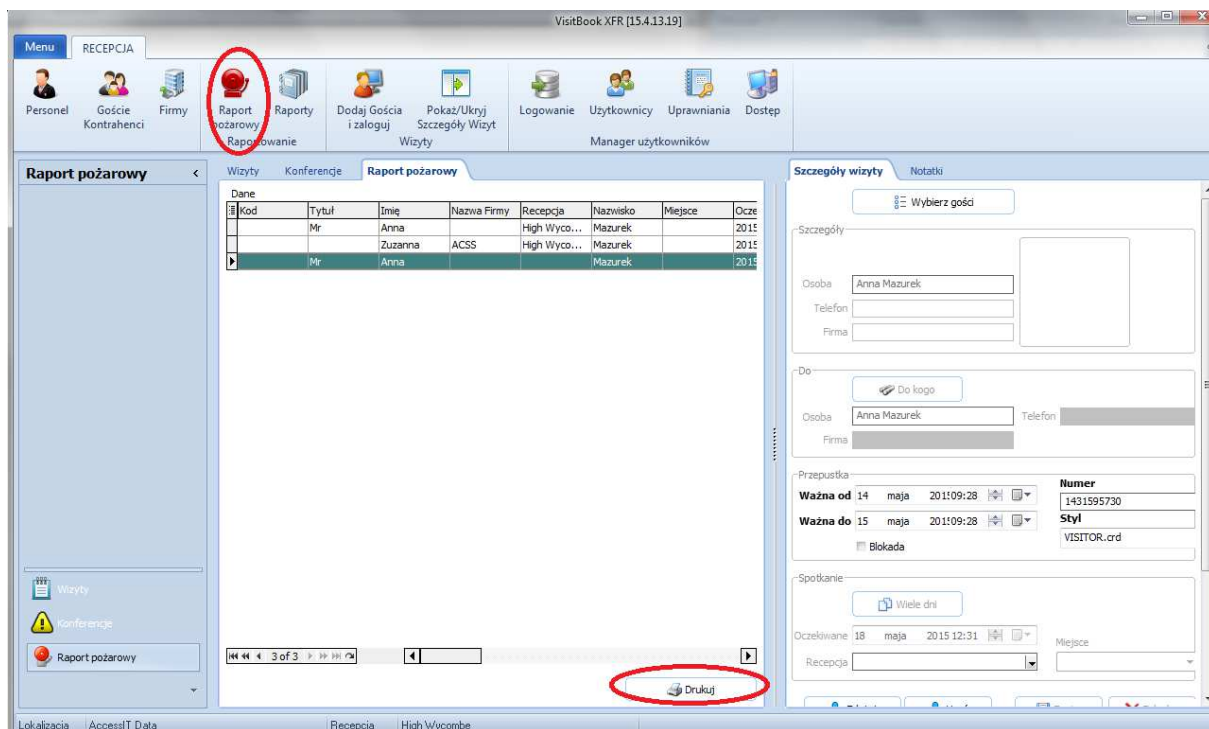 VisitBook XFR [15.4.13.19]
Menu RECEPCJA
Personel Goście Kontrahenci Firmy Raport pożarowy Raporty Dodaj Gościa i zaloguj Pokaż/Ukryj Szczegóły Wizyt Logowanie Użytkownicy Uprawniania Dostęp
Raportowanie Wizyty Manager użytkowników
Raport pożarowy
Wizyty Konferencje Raport pożarowy
Dane
Kod Tytuł Imię Nazwa Firmy Recepcja Nazwisko Miejsce Ocze
Mr Anna High Wyco... Mazurek 2015
Zuzanna ACSS High Wyco... Mazurek 2015
Mr Anna Mazurek 2015
3 of 3
Drukuj
Wizyty
Konferencje
Raport pożarowy
Szczegóły wizyty Notatki
Wybierz gości
Szczegóły
Osoba Anna Mazurek
Telefon
Firma
Do
Do kogo
Osoba Anna Mazurek Telefon
Firma
Przepustka
Ważna od 14 maja 201 09:28
Numer
1431595730
Ważna do 15 maja 201 09:28
Styl
VISITOR.crd
Blokada
Spotkanie
Wiele dni
Oczekiwane 18 maja 2015 12:31
Miejsce
Recepcja
Lokalizacja AccessIT Data Recepcja High Wycombe